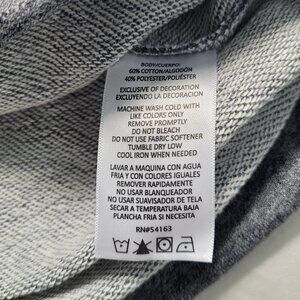 BODY/CUERPO:
60% COTTON/ALGODÓN
40% POLYESTER/POLIÉSTER
EXCLUSIVE OF DECORATION
EXCLUYENDO LA DECORACION
MACHINE WASH COLD WITH
LIKE COLORS ONLY
REMOVE PROMPTLY
DO NOT BLEACH
DO NOT USE FABRIC SOFTENER
TUMBLE DRY LOW
COOL IRON WHEN NEEDED
LAVAR A MAQUINA CON AGUA
FRIA Y CON COLORES IGUALES
REMOVER RAPIDAMENTE
NO USAR BLANQUEADOR
NO USAR SUAVISADOR DE TELA
SECAR A TEMPERATURA BAJA
PLANCHA FRIA SI NECESITA
RN#54163